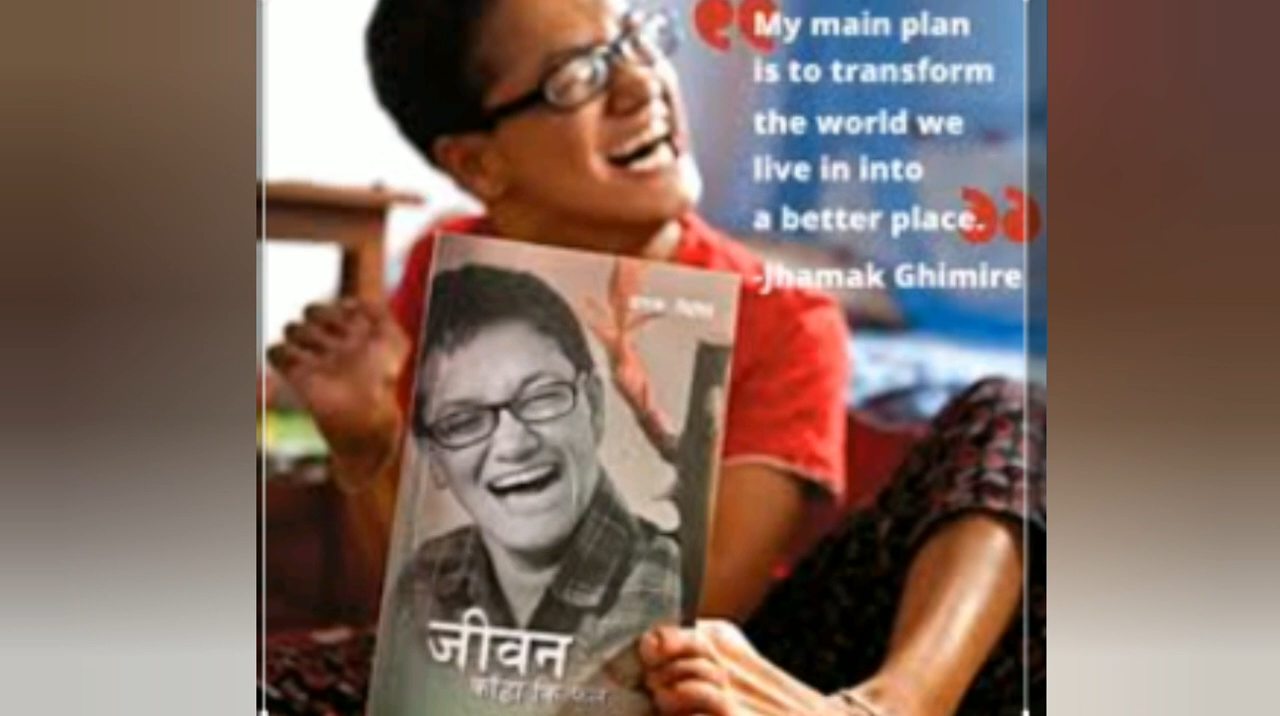 My main plan
is to transform
the world we
live in into
a better place.
-Jhamak Ghimire
जीवन
काँडा कि फूल